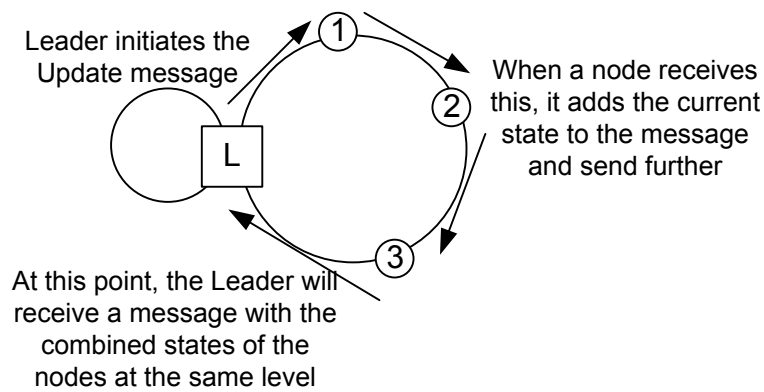 Leader initiates the
Update message
1
2
When a node receives
this, it adds the current
state to the message
and send further
L
3
At this point, the Leader will
receive a message with the
combined states of the
nodes at the same level